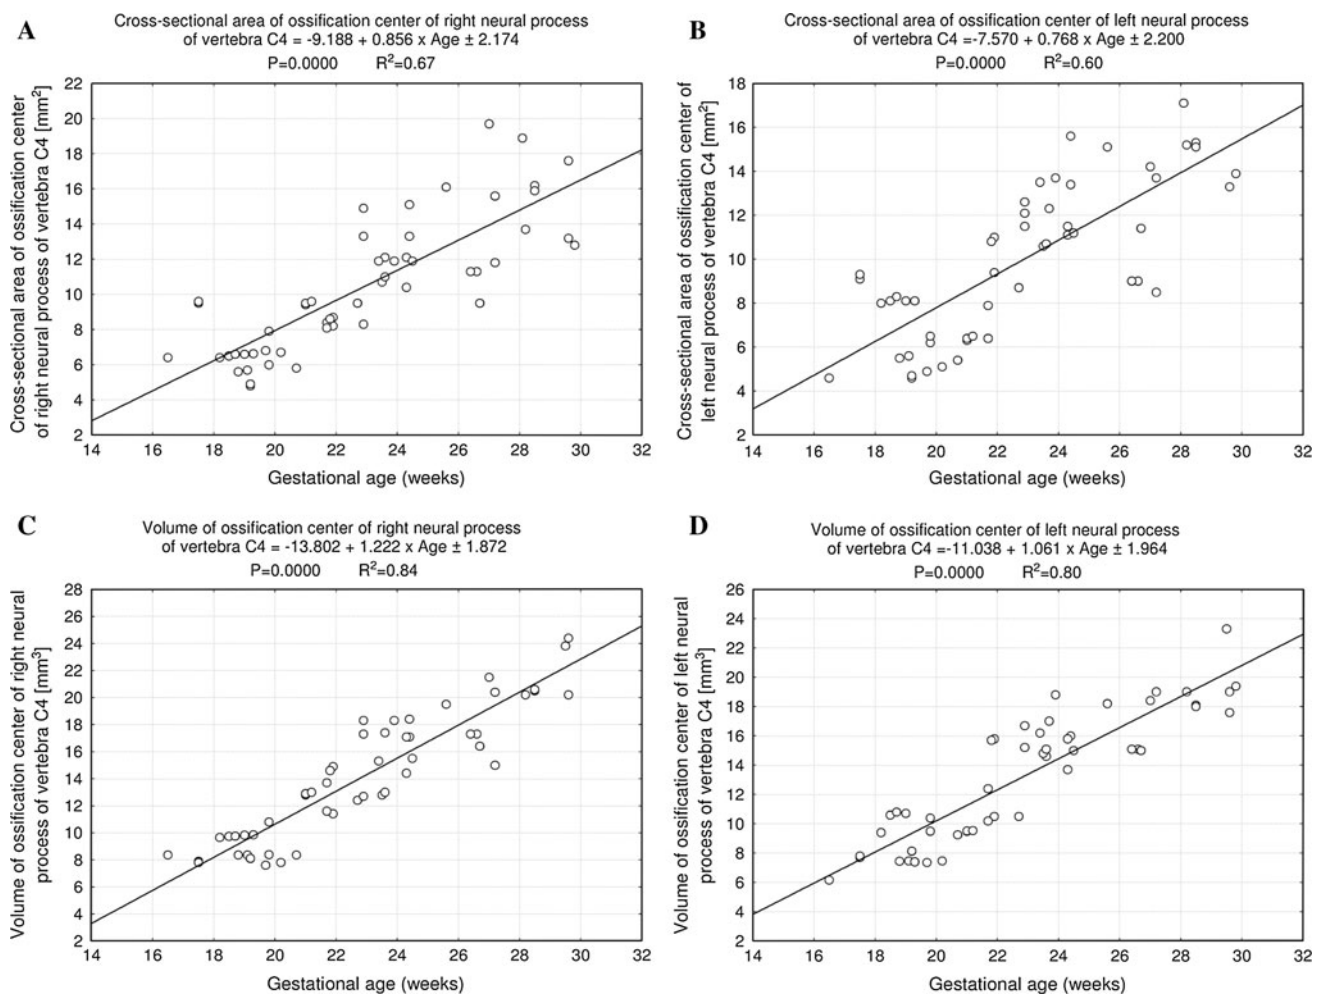 A
Cross-sectional area of ossification center of right neural process
of vertebra C4 = -9.188 + 0.856 x Age ± 2.174
P=0.0000 R²=0.67
Cross-sectional area of ossification center
of right neural process of vertebra C4 [mm²]
22
20
18
16
14
12
10
8
6
4
2
14 16 18 20 22 24 26 28 30 32
Gestational age (weeks)
B
Cross-sectional area of ossification center of left neural process
of vertebra C4 =-7.570 + 0.768 x Age ± 2.200
P=0.0000 R²=0.60
Cross-sectional area of ossification center of
left neural process of vertebra C4 [mm²]
18
16
14
12
10
8
6
4
2
14 16 18 20 22 24 26 28 30 32
Gestational age (weeks)
C
Volume of ossification center of right neural process
of vertebra C4 = -13.802 + 1.222 x Age ± 1.872
P=0.0000 R²=0.84
Volume of ossification center of right neural
process of vertebra C4 [mm³]
28
26
24
22
20
18
16
14
12
10
8
6
4
2
14 16 18 20 22 24 26 28 30 32
Gestational age (weeks)
D
Volume of ossification center of left neural process
of vertebra C4 =-11.038 + 1.061 x Age ± 1.964
P=0.0000 R²=0.80
Volume of ossification center of left neural
process of vertebra C4 [mm³]
26
24
22
20
18
16
14
12
10
8
6
4
2
14 16 18 20 22 24 26 28 30 32
Gestational age (weeks)